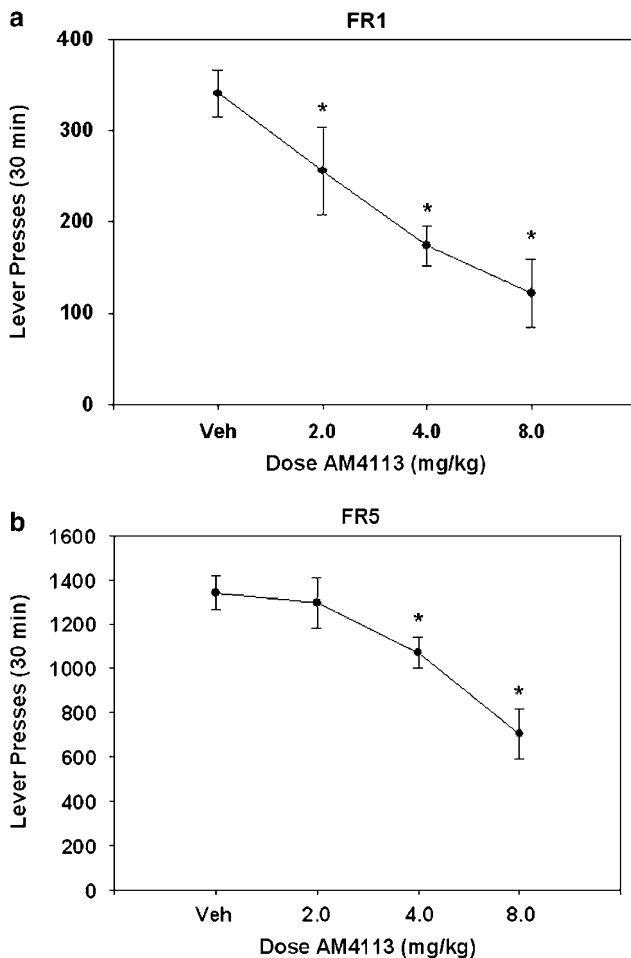 a
FR1
400
300
200
100
0
Lever Presses (30 min)
*
*
*
Veh 2.0 4.0 8.0
Dose AM4113 (mg/kg)
b
FR5
1600
1400
1200
1000
800
600
400
200
0
Lever Presses (30 min)
*
*
Veh 2.0 4.0 8.0
Dose AM4113 (mg/kg)